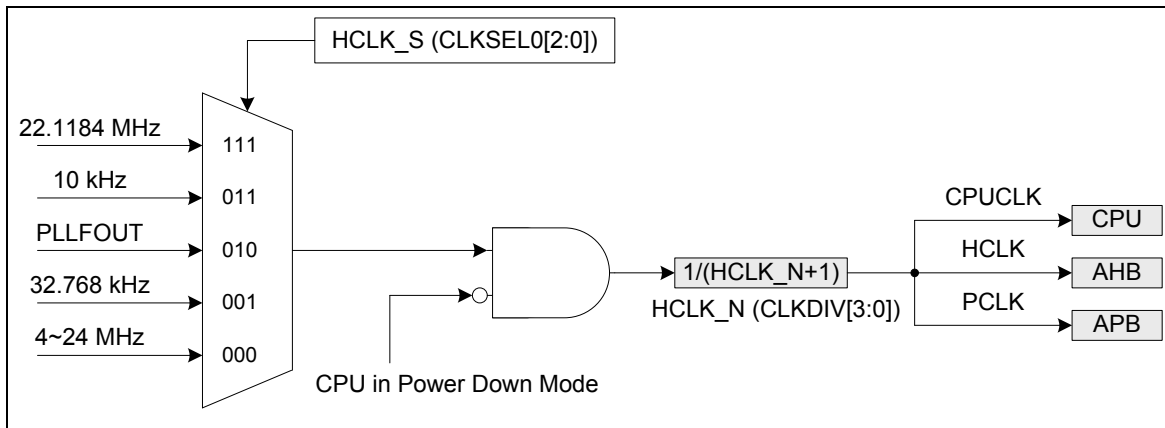 HCLK_S (CLKSEL0[2:0])
22.1184 MHz
111
10 kHz
011
PLLFOUT
010
32.768 kHz
001
4~24 MHz
000
CPU in Power Down Mode
1/(HCLK_N+1)
HCLK_N (CLKDIV[3:0])
CPUCLK
CPU
HCLK
AHB
PCLK
APB